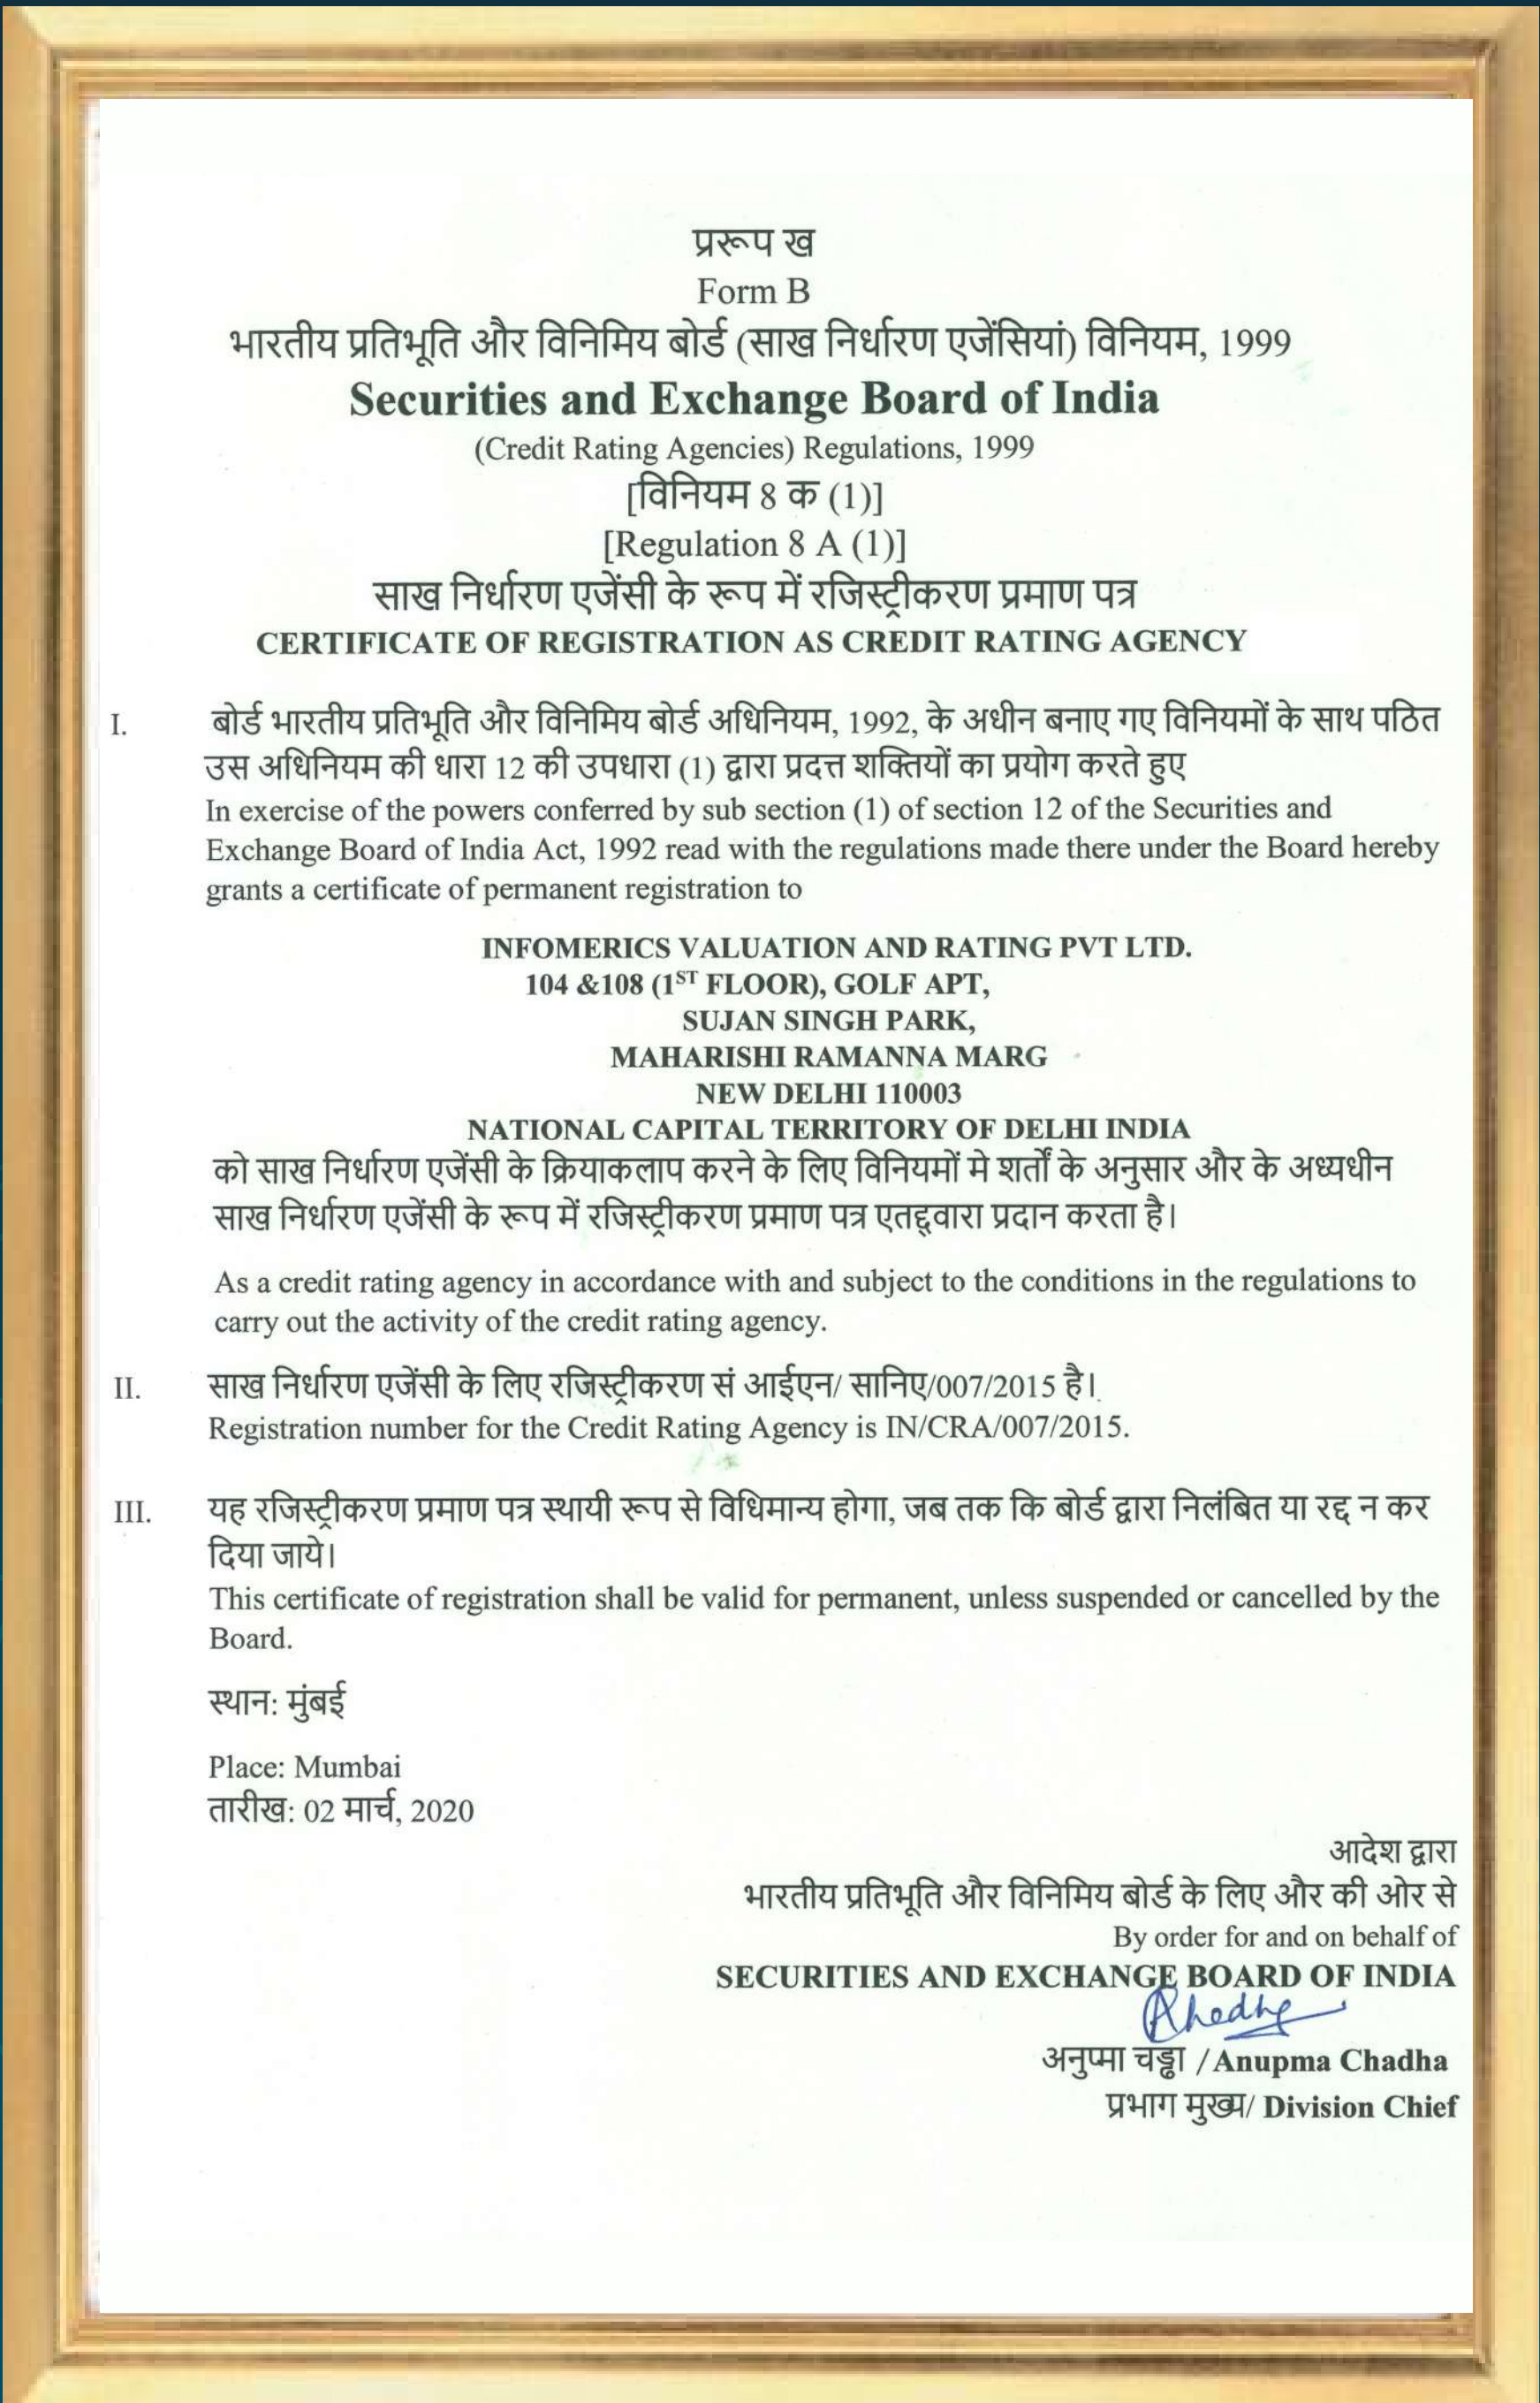 प्ररूप ख
Form B
भारतीय प्रतिभूति और विनिमिय बोर्ड (साख निर्धारण एजेंसियां) विनियम, 1999
Securities and Exchange Board of India
(Credit Rating Agencies) Regulations, 1999
[विनियम 8 क (1)]
[Regulation 8 A (1)]
साख निर्धारण एजेंसी के रूप में रजिस्ट्रीकरण प्रमाण पत्र
CERTIFICATE OF REGISTRATION AS CREDIT RATING AGENCY
I. बोर्ड भारतीय प्रतिभूति और विनिमिय बोर्ड अधिनियम, 1992, के अधीन बनाए गए विनियमों के साथ पठित
उस अधिनियम की धारा 12 की उपधारा (1) द्वारा प्रदत्त शक्तियों का प्रयोग करते हुए
In exercise of the powers conferred by sub section (1) of section 12 of the Securities and
Exchange Board of India Act, 1992 read with the regulations made there under the Board hereby
grants a certificate of permanent registration to
INFOMERICS VALUATION AND RATING PVT LTD.
104 &108 (1ST FLOOR), GOLF APT,
SUJAN SINGH PARK,
MAHARISHI RAMANNA MARG
NEW DELHI 110003
NATIONAL CAPITAL TERRITORY OF DELHI INDIA
को साख निर्धारण एजेंसी के क्रियाकलाप करने के लिए विनियमों मे शर्तों के अनुसार और के अध्यधीन
साख निर्धारण एजेंसी के रूप में रजिस्ट्रीकरण प्रमाण पत्र एतद्द्वारा प्रदान करता है।
As a credit rating agency in accordance with and subject to the conditions in the regulations to
carry out the activity of the credit rating agency.
II. साख निर्धारण एजेंसी के लिए रजिस्ट्रीकरण सं आईएन/ सानिए/007/2015 है।
Registration number for the Credit Rating Agency is IN/CRA/007/2015.
III. यह रजिस्ट्रीकरण प्रमाण पत्र स्थायी रूप से विधिमान्य होगा, जब तक कि बोर्ड द्वारा निलंबित या रद्द न कर
दिया जाये।
This certificate of registration shall be valid for permanent, unless suspended or cancelled by the
Board.
स्थान: मुंबई
Place: Mumbai
तारीख: 02 मार्च, 2020
आदेश द्वारा
भारतीय प्रतिभूति और विनिमिय बोर्ड के लिए और की ओर से
By order for and on behalf of
SECURITIES AND EXCHANGE BOARD OF INDIA
अनुप्मा चड्ढा /Anupma Chadha
प्रभाग मुख्य/ Division Chief